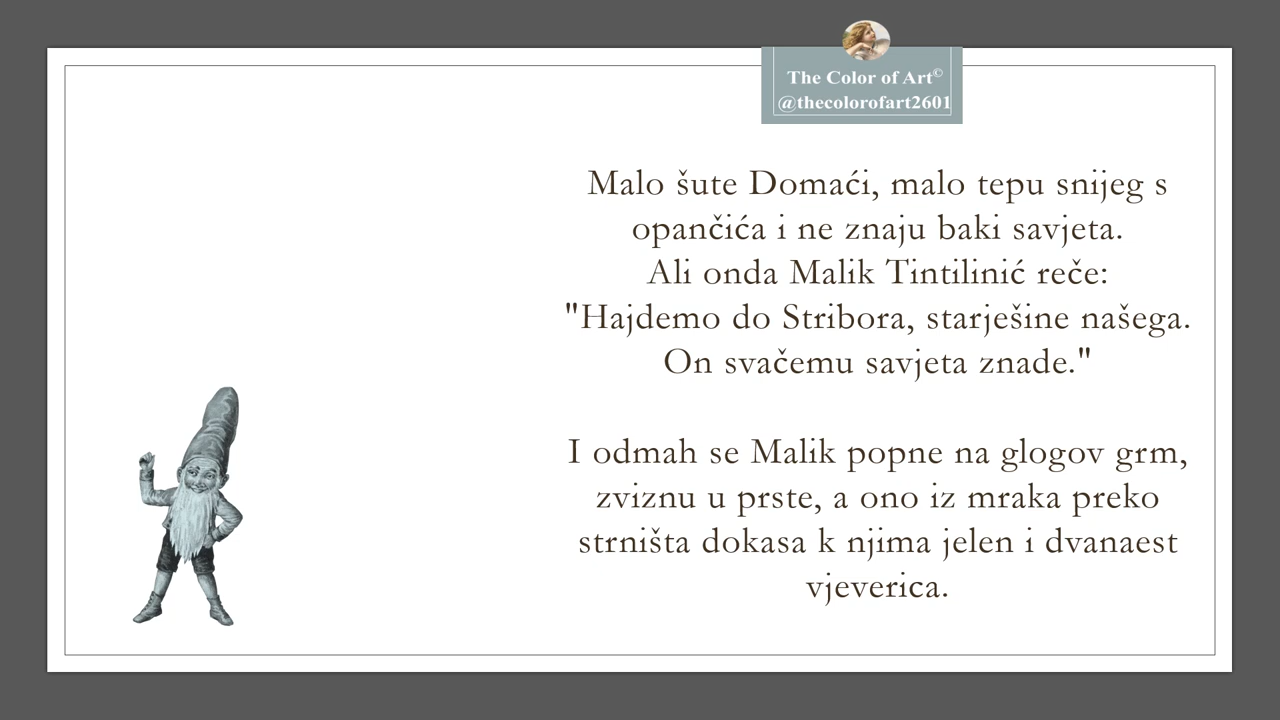 The Color of Art©
@thecolorofart2601
Malo šute Domaći, malo tepu snijeg s
opančića i ne znaju baki savjeta.
Ali onda Malik Tintilinić reče:
"Hajdemo do Stribora, starješine našega.
On svačemu savjeta znade."
I odmah se Malik popne na glogov grm,
zviznu u prste, a ono iz mraka preko
strništa dokasa k njima jelen i dvanaest
vjeverica.